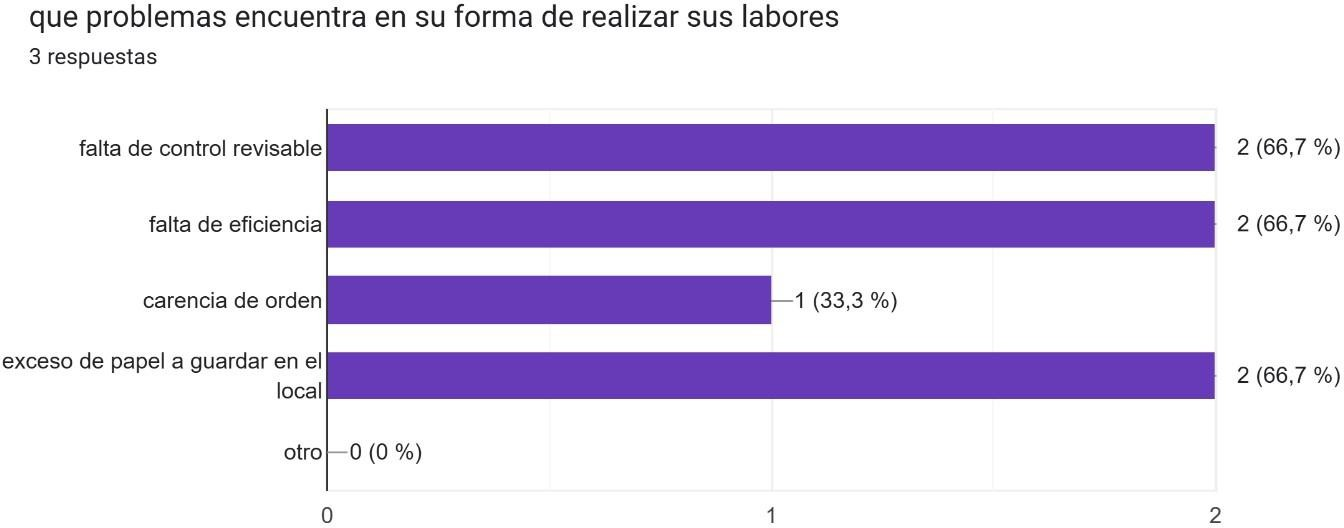 que problemas encuentra en su forma de realizar sus labores
3 respuestas
falta de control revisable
2 (66,7 %)
falta de eficiencia
2 (66,7 %)
carencia de orden
1 (33,3 %)
exceso de papel a guardar en el
local
2 (66,7 %)
otro
0 (0 %)
0
1
2